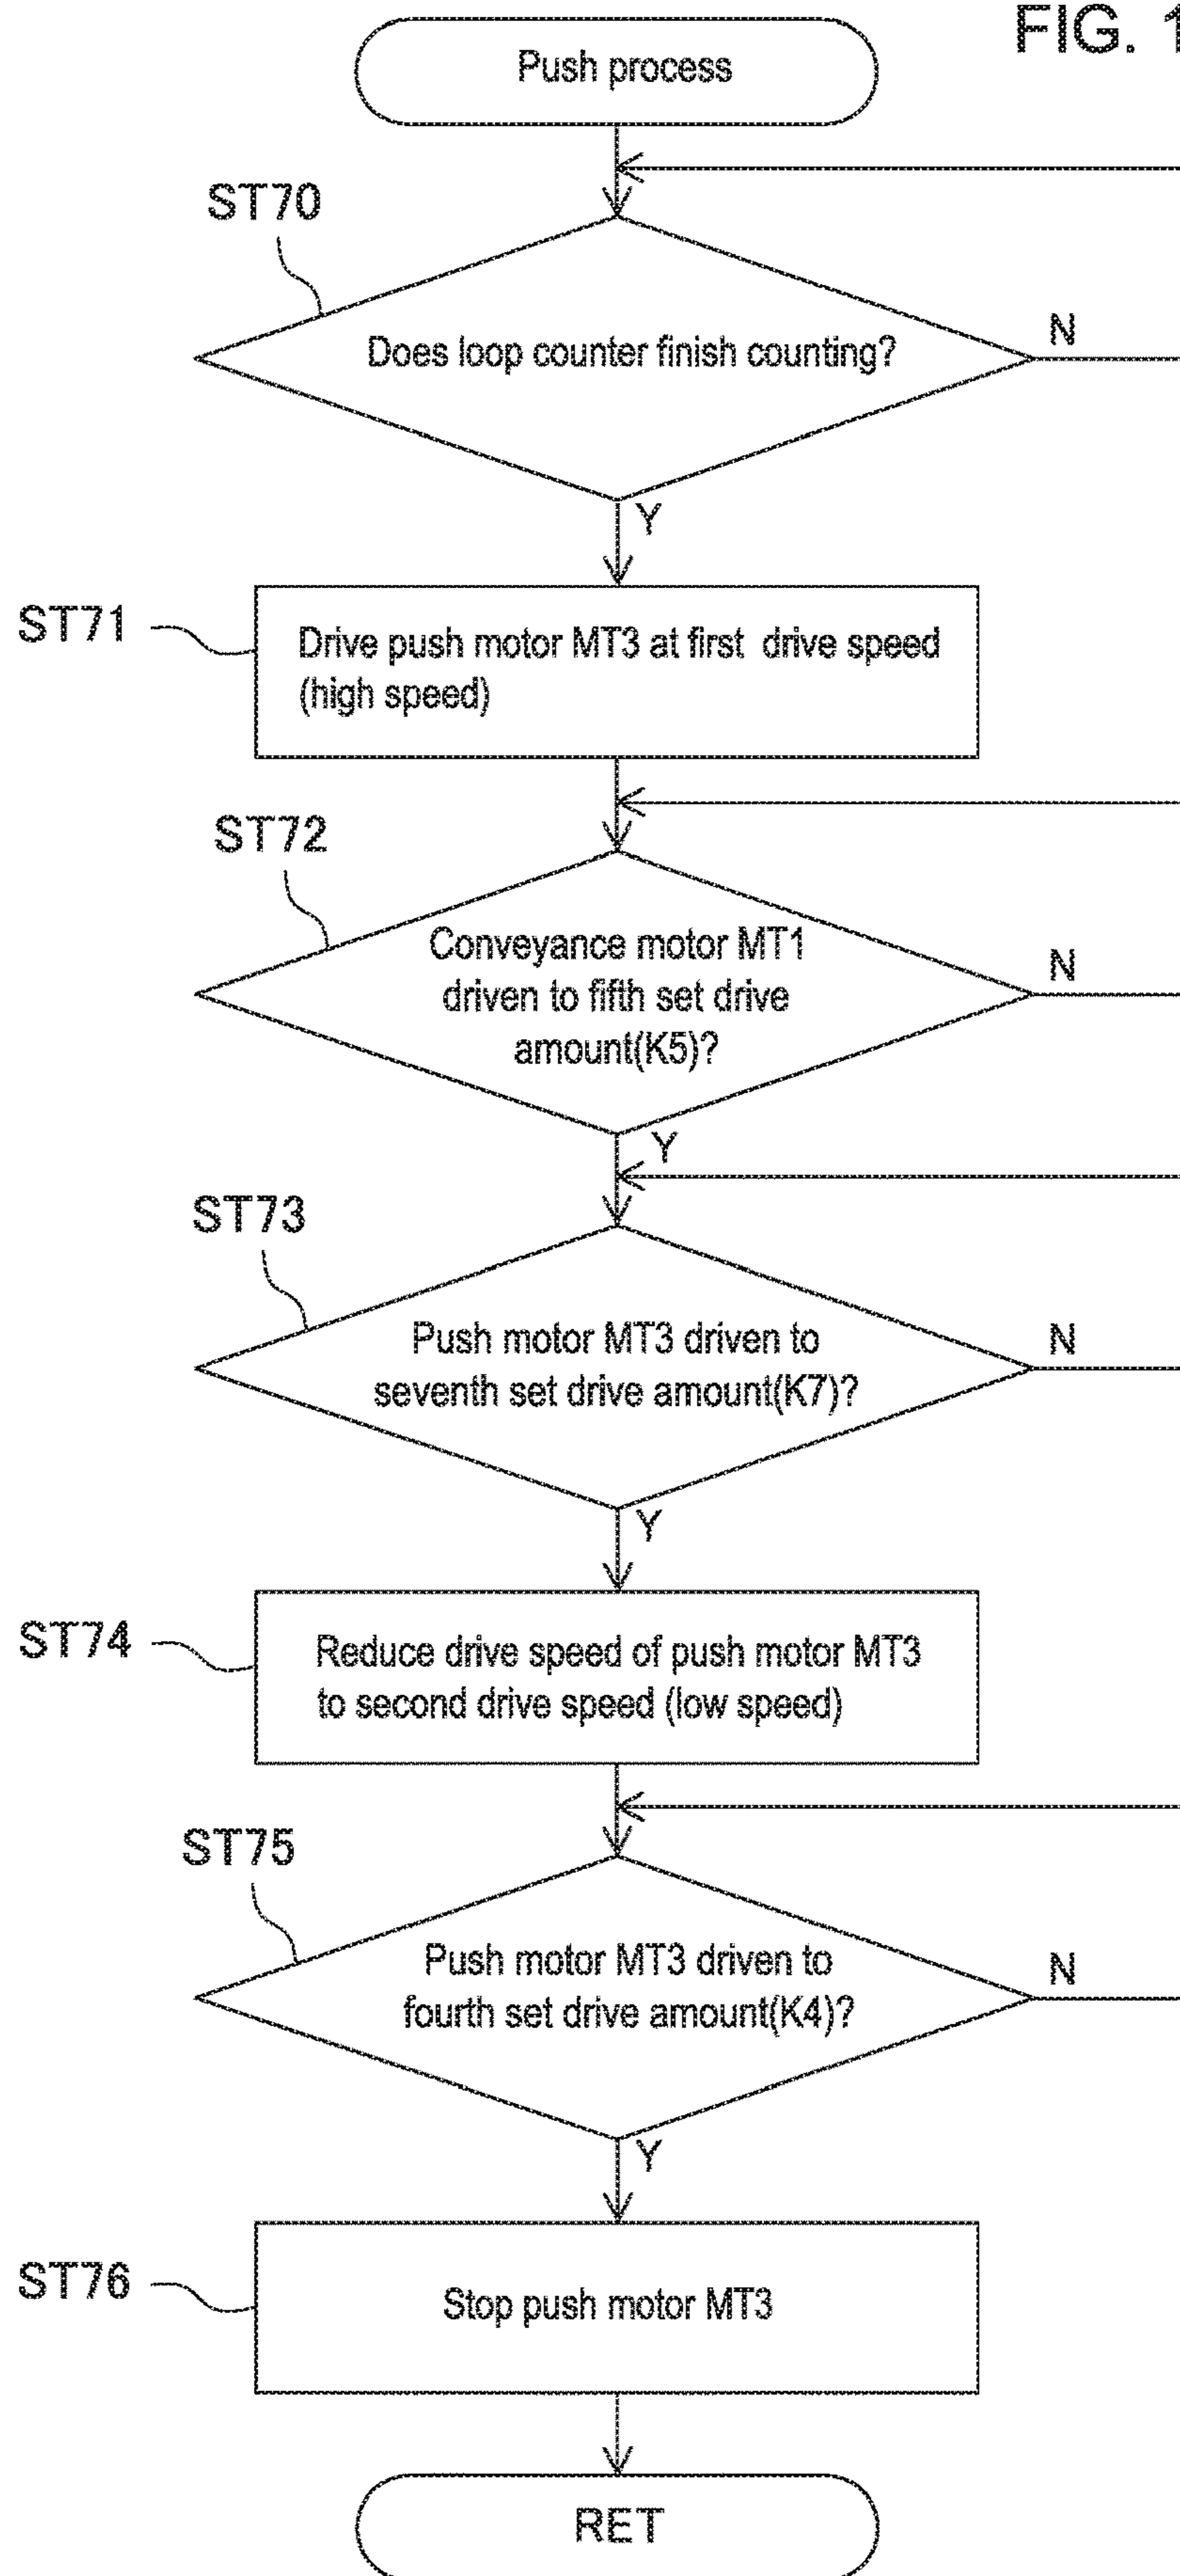 FIG. 1
Push process
ST70
Does loop counter finish counting?
N
Y
ST71
Drive push motor MT3 at first drive speed
(high speed)
ST72
Conveyance motor MT1
driven to fifth set drive
amount(K5)?
N
Y
ST73
Push motor MT3 driven to
seventh set drive amount(K7)?
N
Y
ST74
Reduce drive speed of push motor MT3
to second drive speed (low speed)
ST75
Push motor MT3 driven to
fourth set drive amount(K4)?
N
Y
ST76
Stop push motor MT3
RET